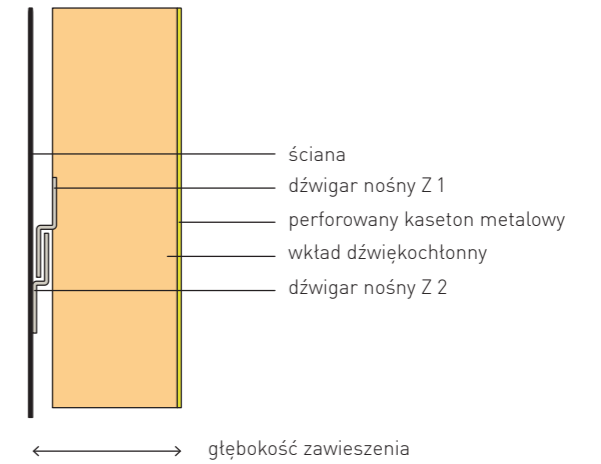 ściana
dźwigar nośny Z 1
perforowany kaseton metalowy
wkład dźwiękochłonny
dźwigar nośny Z 2
głębokość zawieszenia